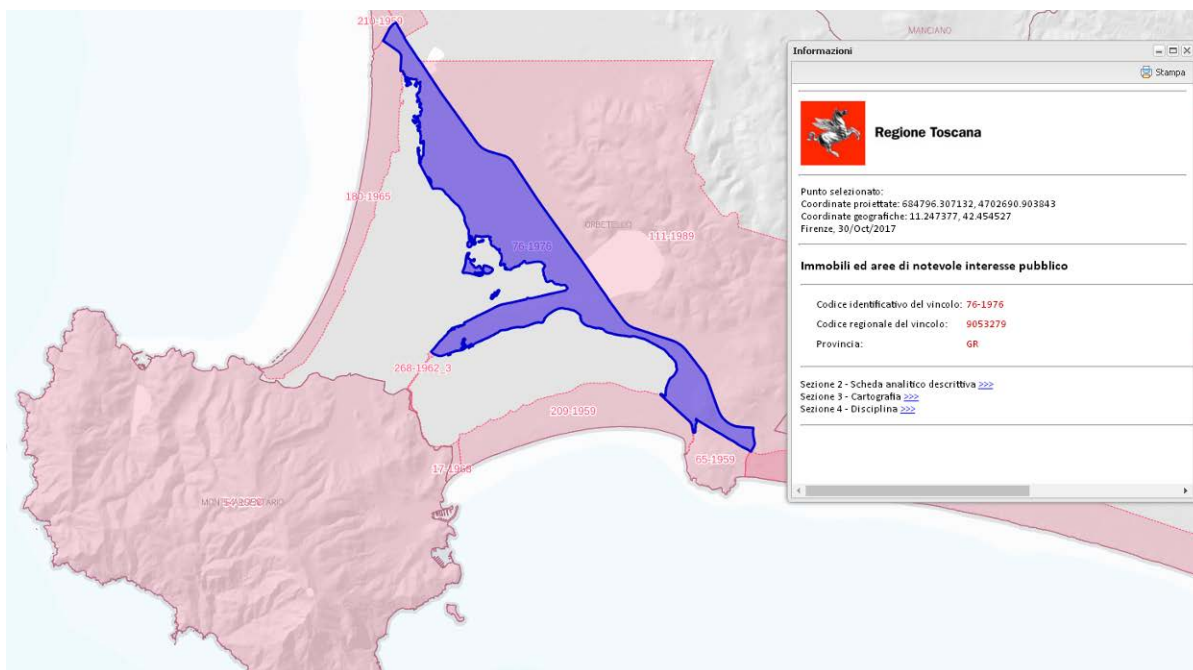 210-1959
MANCIANO
180-1965
ORBETELLO
111-1989
76-1976
268-1962_3
209-1959
65-1959
Informazioni
Stampa
Regione Toscana
Punto selezionato:
Coordinate proiettate: 684796.307132, 4702690.903843
Coordinate geografiche: 11.247377, 42.454527
Firenze, 30/Oct/2017
Immobili ed aree di notevole interesse pubblico
Codice identificativo del vincolo: 76-1976
Codice regionale del vincolo: 9053279
Provincia: GR
Sezione 2 - Scheda analitico descrittiva >>>
Sezione 3 - Cartografia >>>
Sezione 4 - Disciplina >>>